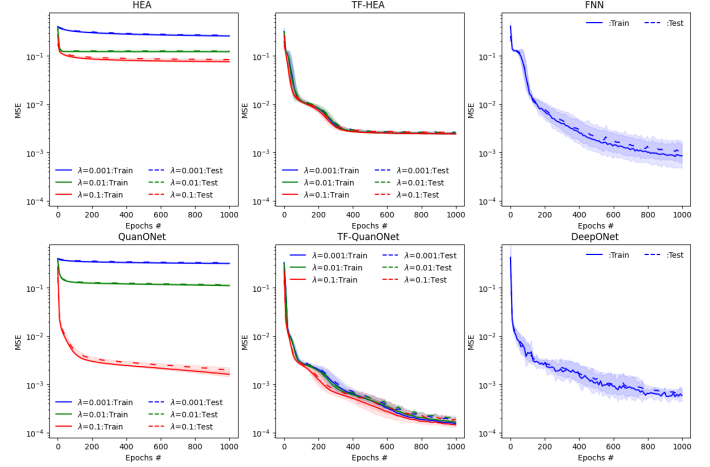 HEA
MSE
10⁻¹
10⁻²
10⁻³
10⁻⁴
λ=0.001:Train
λ=0.01:Train
λ=0.1:Train
λ=0.001:Test
λ=0.01:Test
λ=0.1:Test
0 200 400 600 800 1000
Epochs #
TF-HEA
MSE
10⁻¹
10⁻²
10⁻³
10⁻⁴
λ=0.001:Train
λ=0.01:Train
λ=0.1:Train
λ=0.001:Test
λ=0.01:Test
λ=0.1:Test
0 200 400 600 800 1000
Epochs #
FNN
MSE
10⁻¹
10⁻²
10⁻³
10⁻⁴
:Train
:Test
0 200 400 600 800 1000
Epochs #
QuanONet
MSE
10⁻¹
10⁻²
10⁻³
10⁻⁴
λ=0.001:Train
λ=0.01:Train
λ=0.1:Train
λ=0.001:Test
λ=0.01:Test
λ=0.1:Test
0 200 400 600 800 1000
Epochs #
TF-QuanONet
MSE
10⁻¹
10⁻²
10⁻³
10⁻⁴
λ=0.001:Train
λ=0.01:Train
λ=0.1:Train
λ=0.001:Test
λ=0.01:Test
λ=0.1:Test
0 200 400 600 800 1000
Epochs #
DeepONet
MSE
10⁻¹
10⁻²
10⁻³
10⁻⁴
:Train
:Test
0 200 400 600 800 1000
Epochs #